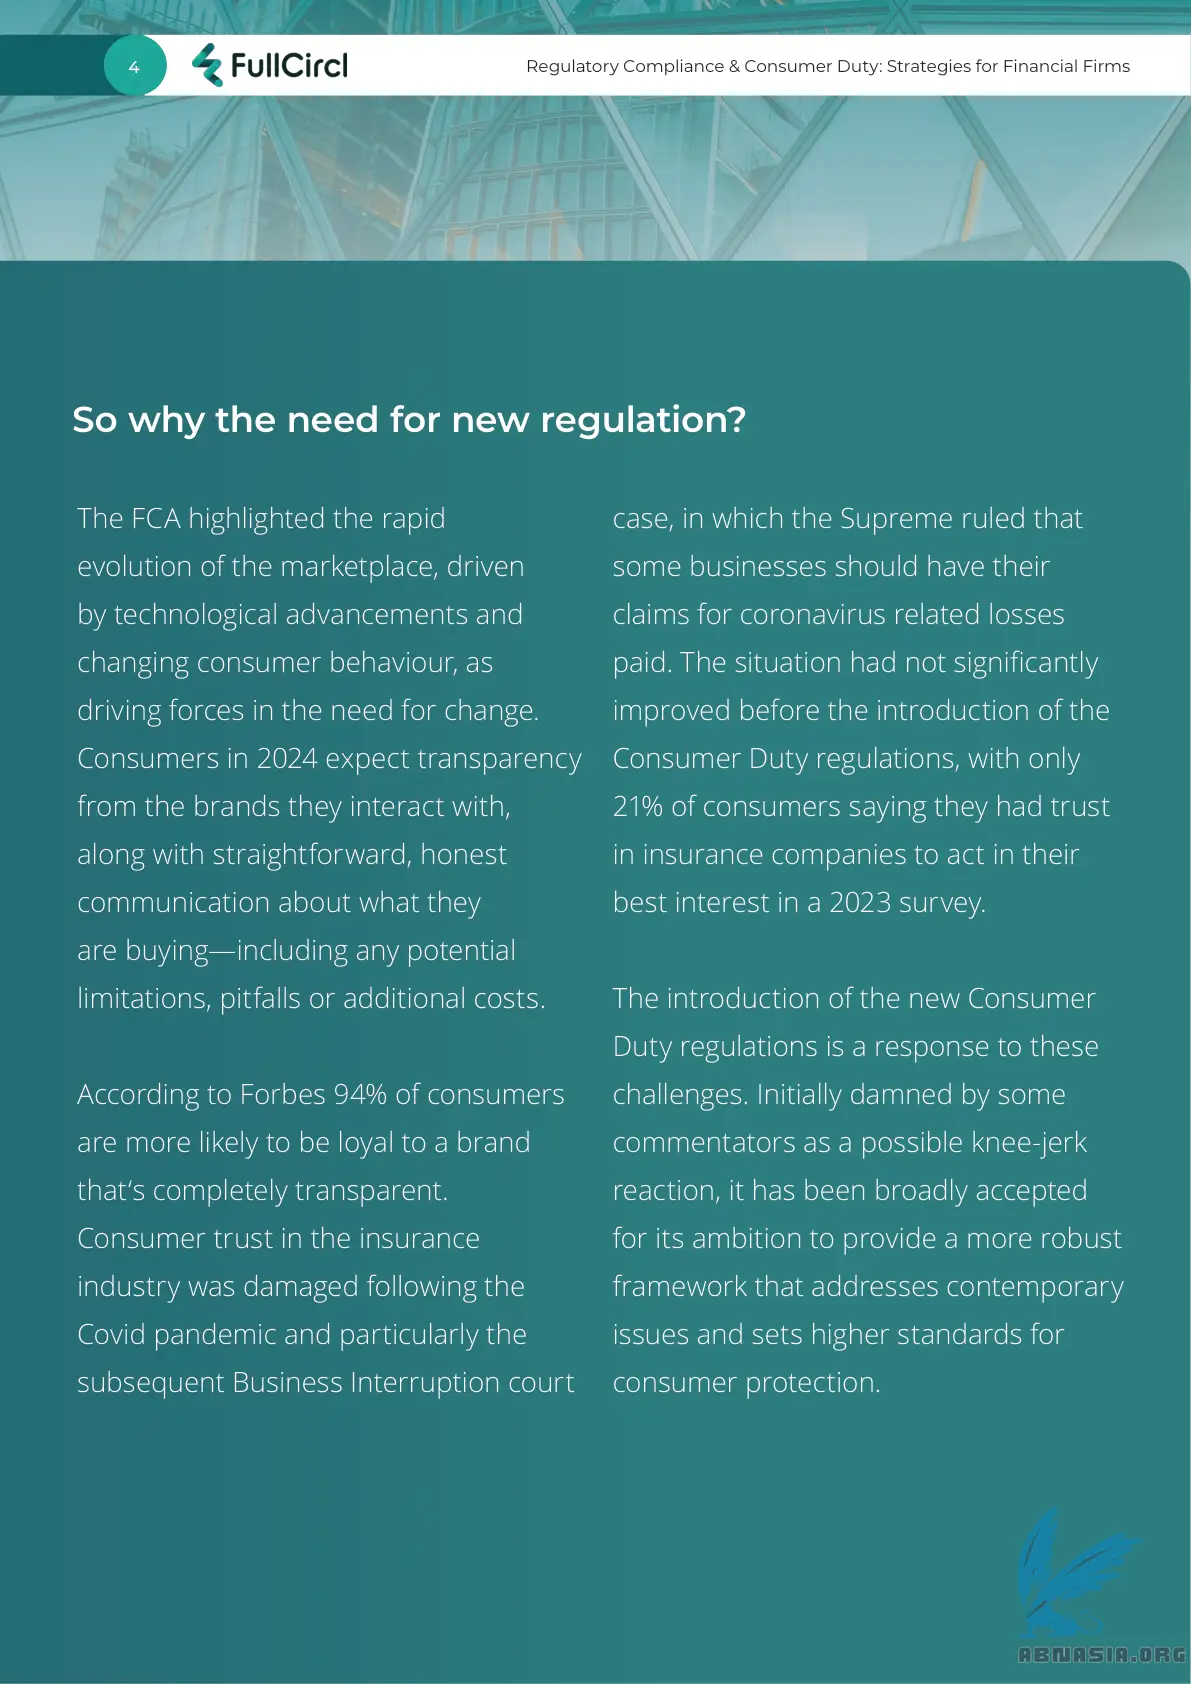 4
FullCircl
Regulatory Compliance & Consumer Duty: Strategies for Financial Firms
So why the need for new regulation?
The FCA highlighted the rapid
evolution of the marketplace, driven
by technological advancements and
changing consumer behaviour, as
driving forces in the need for change.
Consumers in 2024 expect transparency
from the brands they interact with,
along with straightforward, honest
communication about what they
are buying—including any potential
limitations, pitfalls or additional costs.
According to Forbes 94% of consumers
are more likely to be loyal to a brand
that‘s completely transparent.
Consumer trust in the insurance
industry was damaged following the
Covid pandemic and particularly the
subsequent Business Interruption court
case, in which the Supreme ruled that
some businesses should have their
claims for coronavirus related losses
paid. The situation had not significantly
improved before the introduction of the
Consumer Duty regulations, with only
21% of consumers saying they had trust
in insurance companies to act in their
best interest in a 2023 survey.
The introduction of the new Consumer
Duty regulations is a response to these
challenges. Initially damned by some
commentators as a possible knee-jerk
reaction, it has been broadly accepted
for its ambition to provide a more robust
framework that addresses contemporary
issues and sets higher standards for
consumer protection.
ABNASIA.ORG